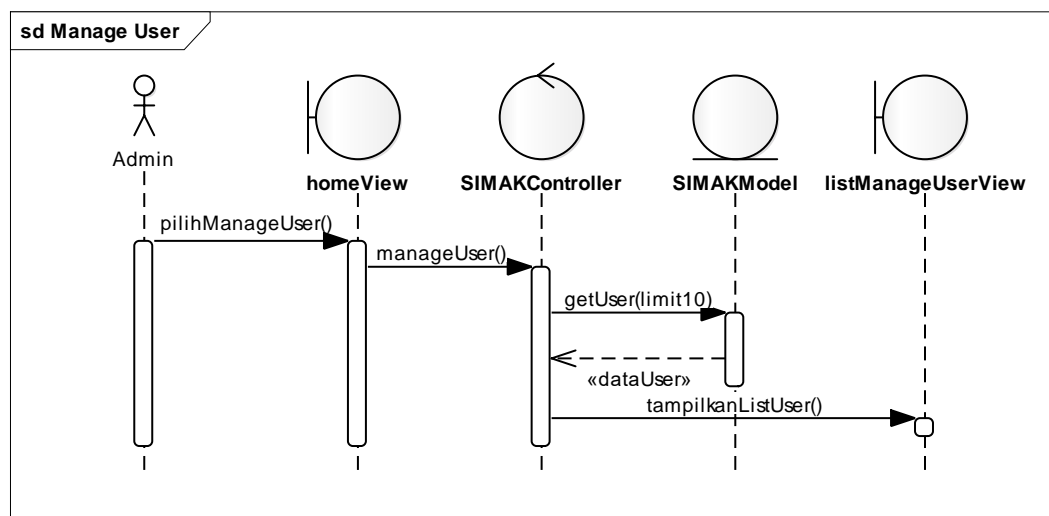 sd Manage User
Admin
homeView
SIMAKController
SIMAKModel
listManageUserView
pilihManageUser()
manageUser()
getUser(limit10)
«dataUser»
tampilkanListUser()